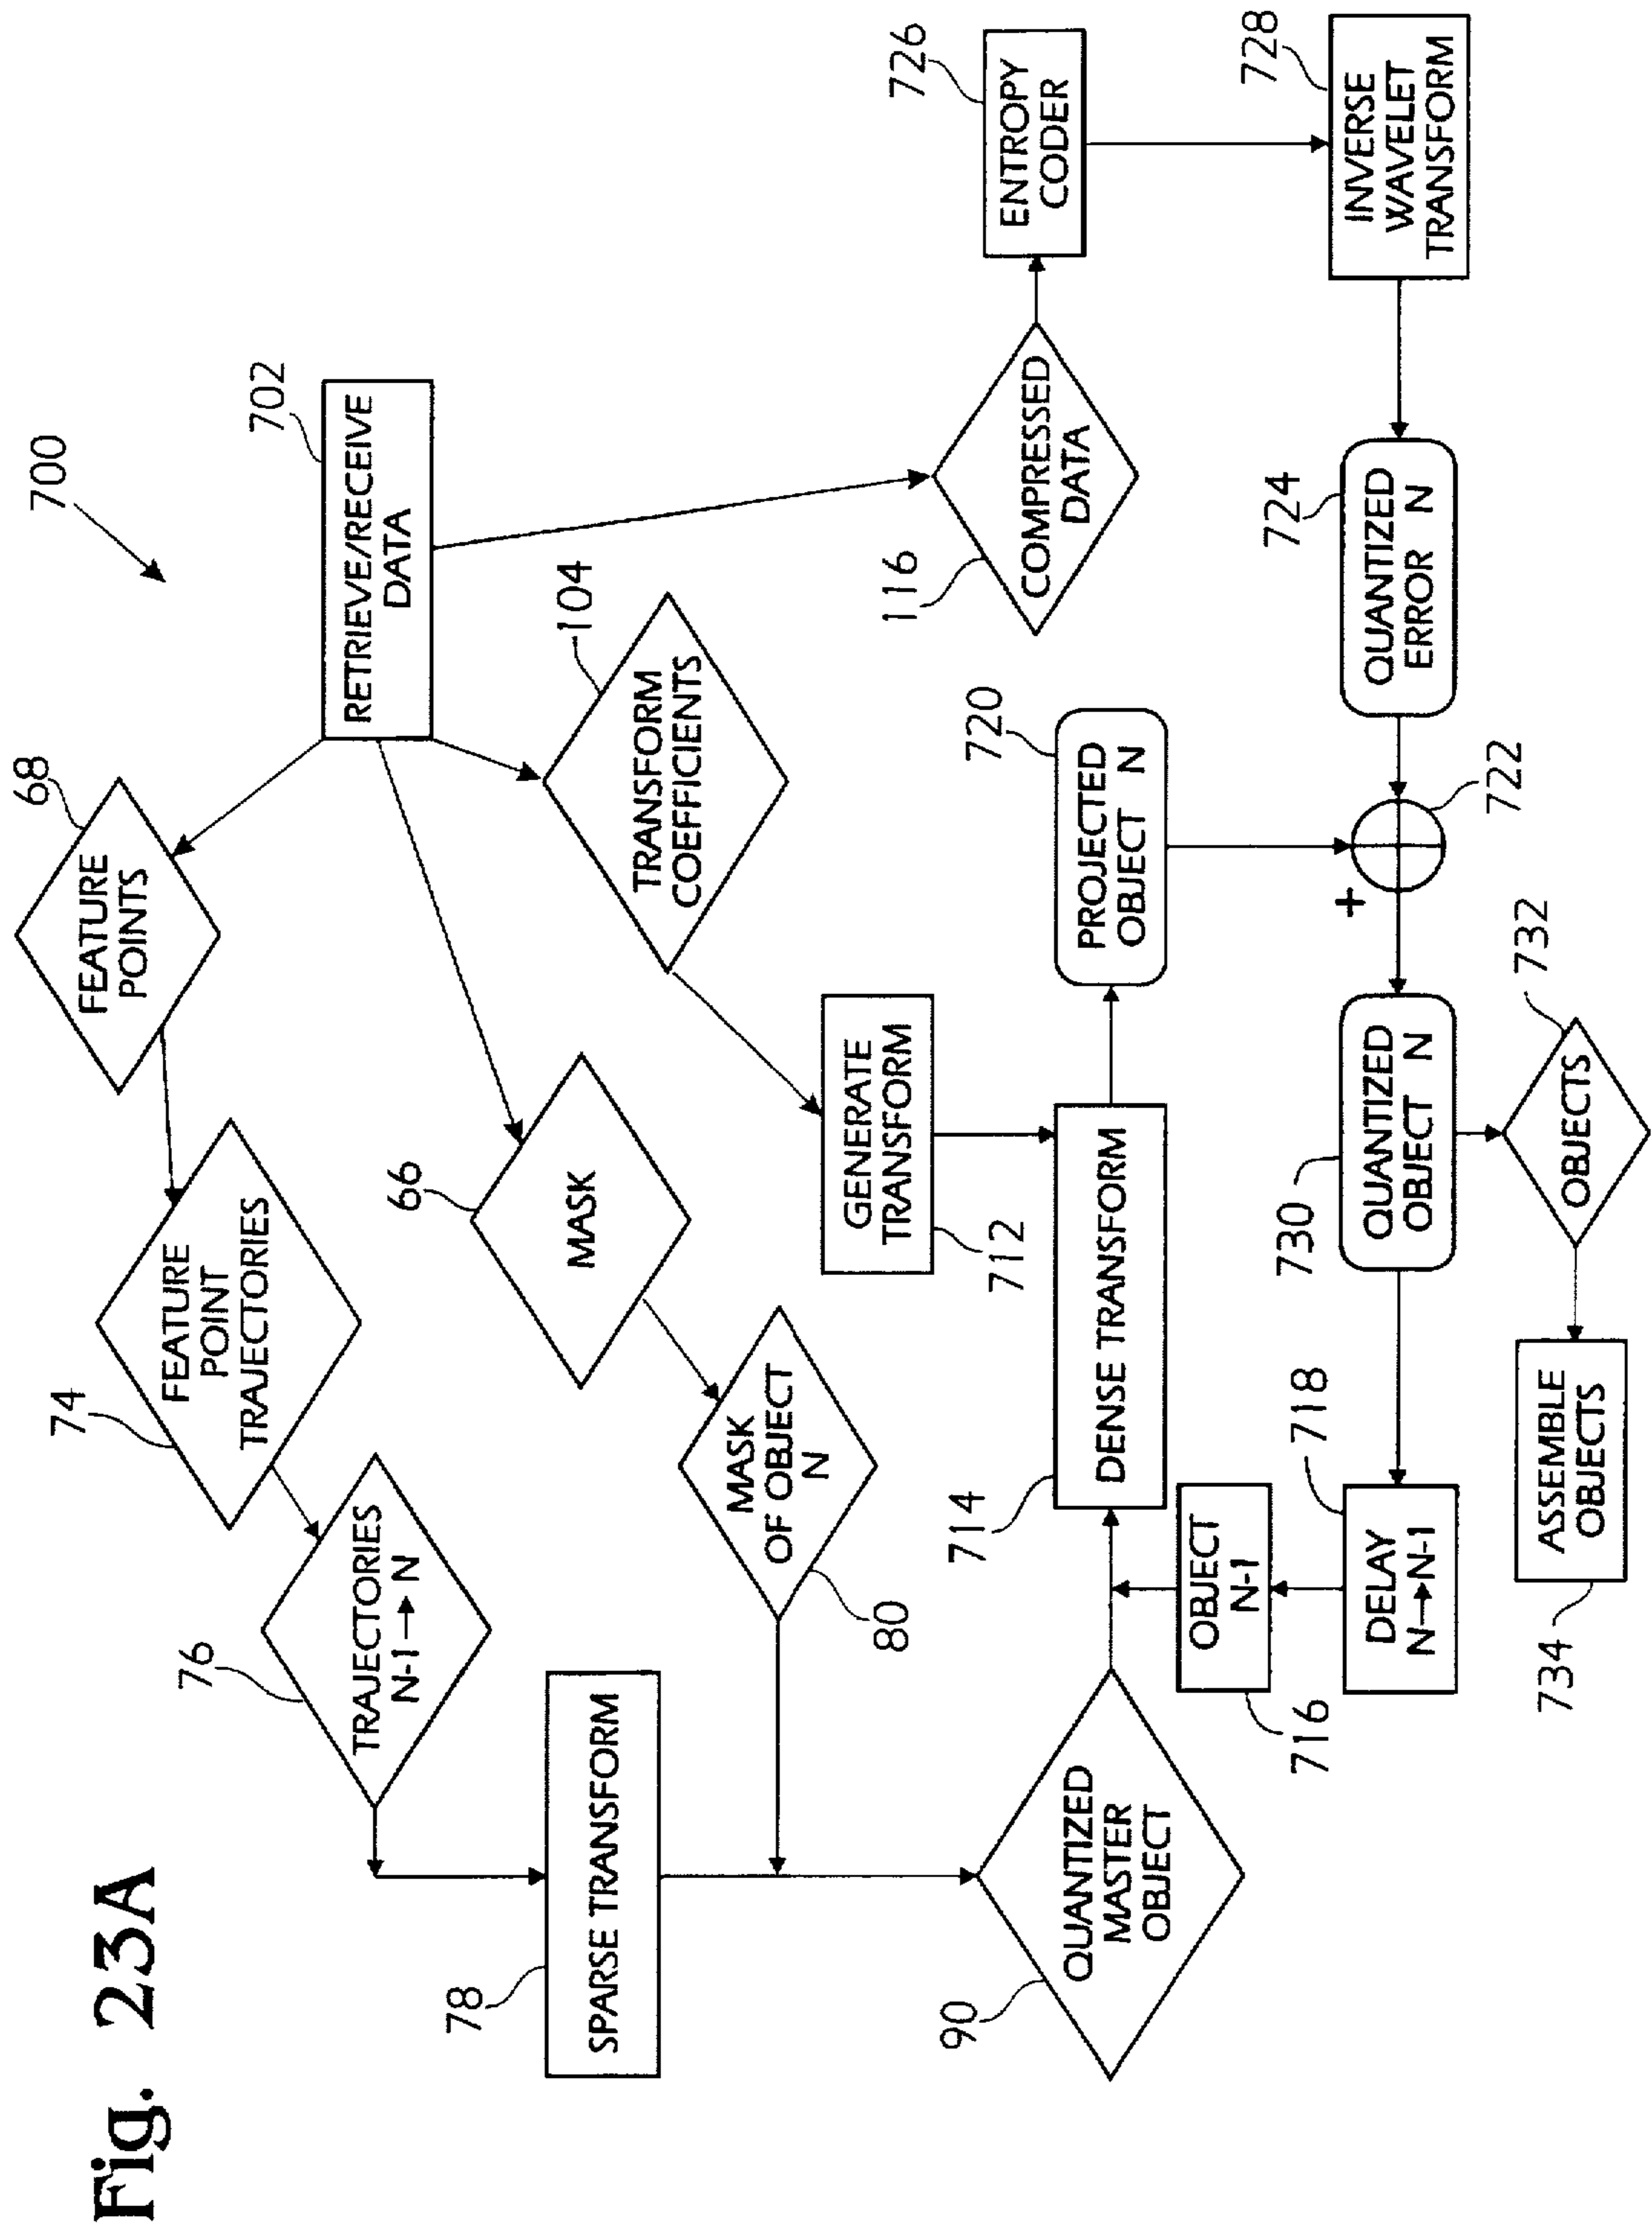 Fig. 23A
700
702
RETRIEVE/RECEIVE
DATA
68
FEATURE
POINTS
74
FEATURE
POINT
TRAJECTORIES
76
TRAJECTORIES
N-1→N
78
SPARSE TRANSFORM
66
MASK
80
MASK
OF OBJECT
N
104
TRANSFORM
COEFFICIENTS
712
GENERATE
TRANSFORM
90
QUANTIZED
MASTER
OBJECT
714
DENSE TRANSFORM
716
OBJECT
N-1
718
DELAY
N→N-1
720
PROJECTED
OBJECT N
116
COMPRESSED
DATA
726
ENTROPY
CODER
728
INVERSE
WAVELET
TRANSFORM
724
QUANTIZED
ERROR N
722
+
730
QUANTIZED
OBJECT N
732
OBJECTS
734
ASSEMBLE
OBJECTS